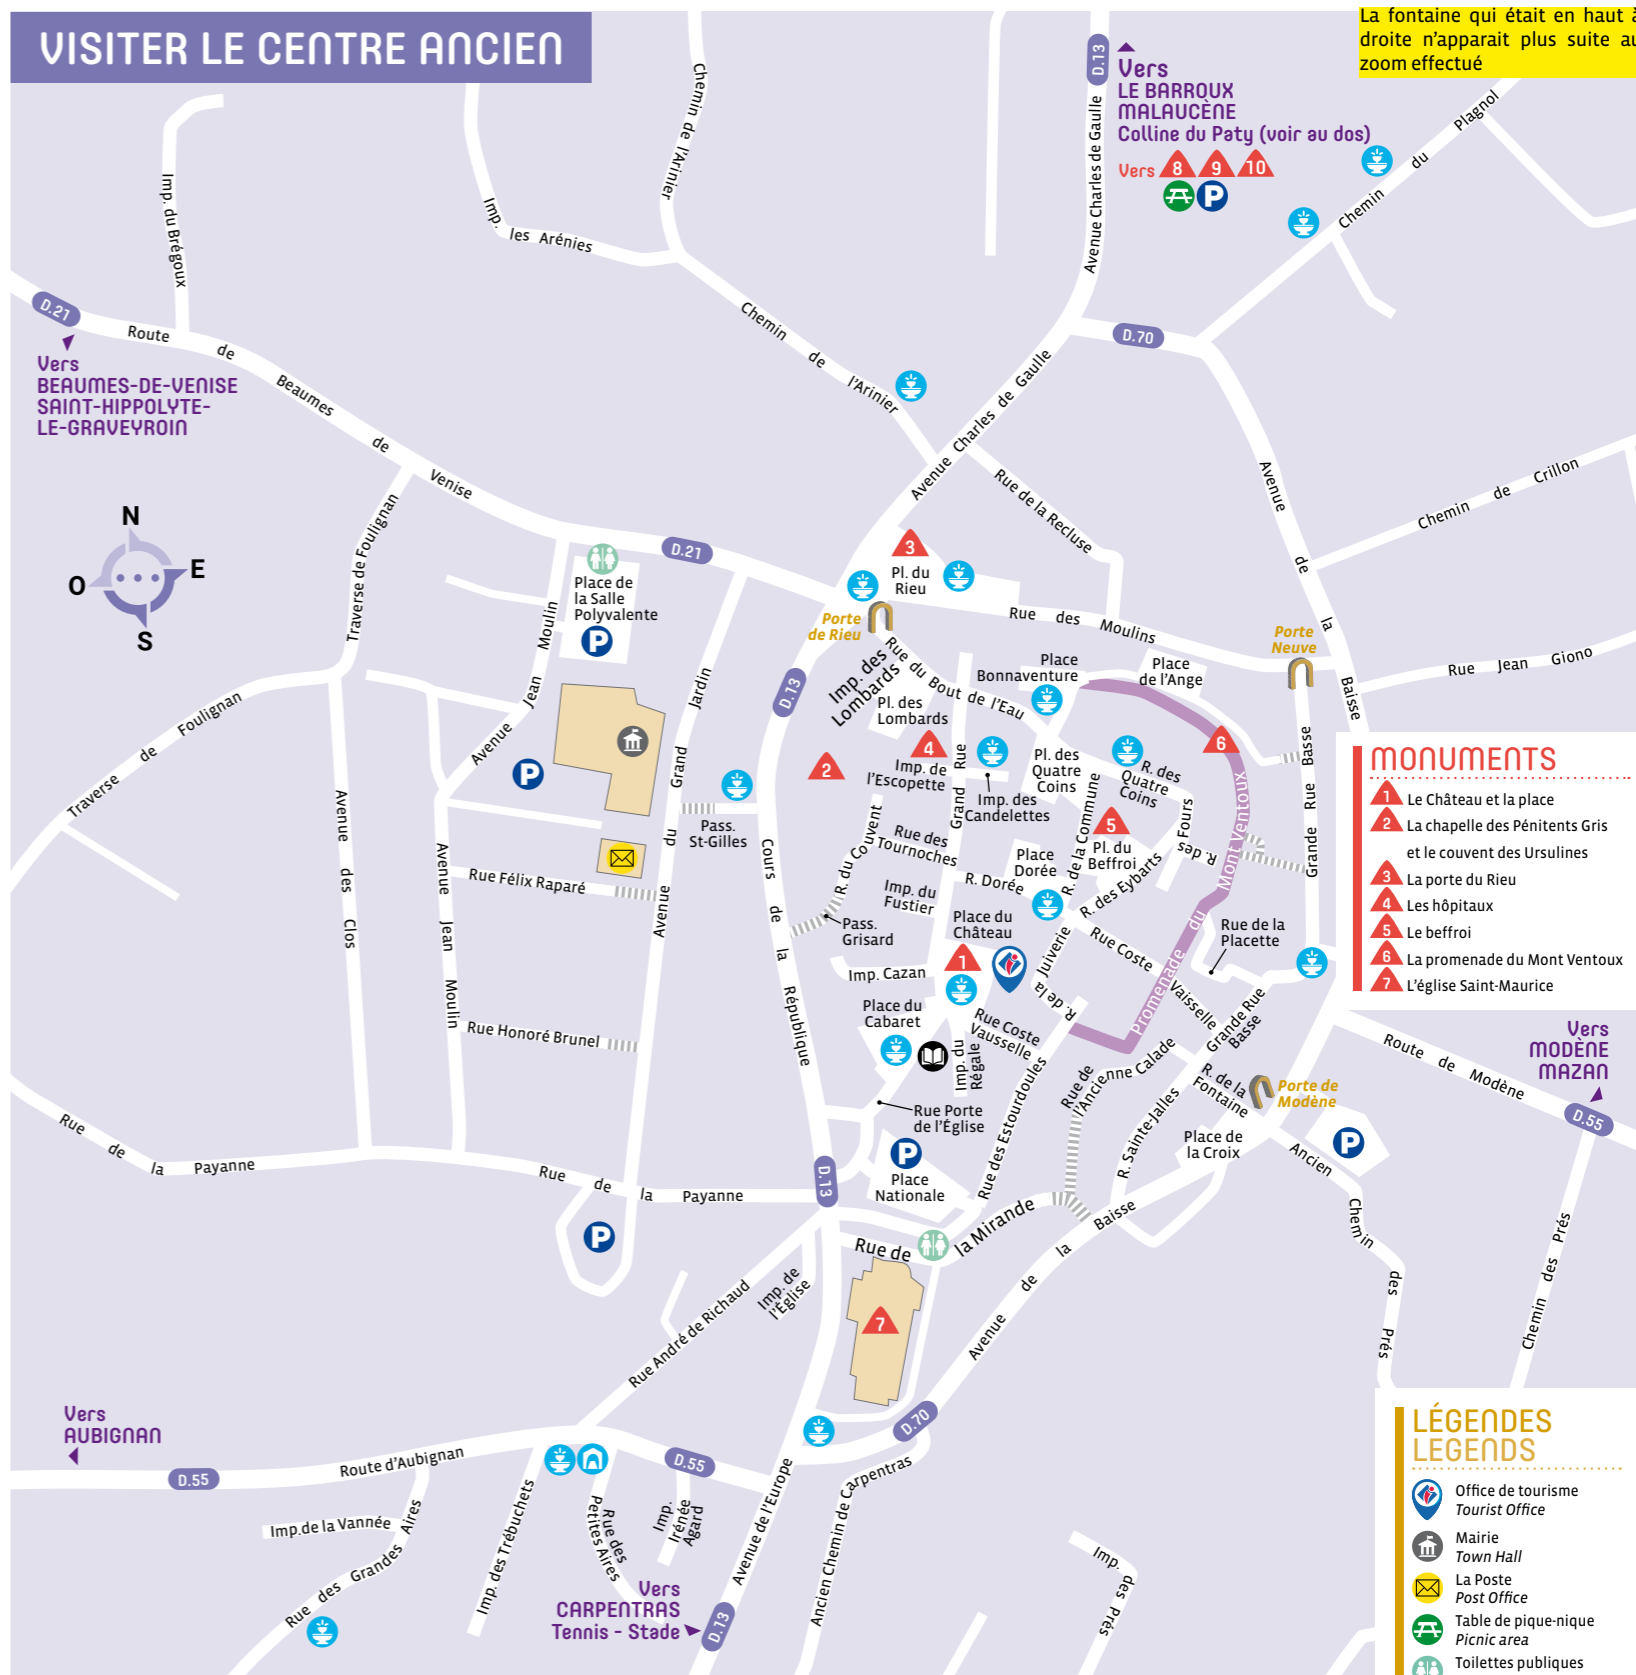 VISITER LE CENTRE ANCIEN
La fontaine qui était en haut à
droite n'apparait plus suite au
zoom effectué
D.13
Vers
LE BARROUX
MALAUCÈNE
Colline du Paty (voir au dos)
Vers 8 9 10
P
Avenue Charles de Gaulle
Chemin de l'Arinier
Imp. du Brégoux
Imp. les Arénies
Chemin du Plagnol
D.21
Route de Beaumes de Venise
Vers
BEAUMES-DE-VENISE
SAINT-HIPPOLYTE-
LE-GRAVEYROIN
Chemin de l'Arinier
D.70
Avenue Charles de Gaulle
Avenue de la Baisse
Chemin de Crillon
Rue de la Recluse
N
O
E
S
Traverse de Foulignan
D.21
Place de
la Salle
Polyvalente
P
3
Pl. du
Rieu
Porte
de Rieu
Rue des Moulins
Porte
Neuve
Rue Jean Giono
Avenue Jean Moulin
Avenue du Grand Jardin
D.13
Imp. des
Lombards
Rue du Bout de l'Eau
Place
Bonnaventure
Place
de l'Ange
Traverse de Foulignan
Pl. des
Lombards
4
2
Imp. de
l'Escopette
Grand Rue
Pl. des
Quatre
Coins
R. des
Quatre
Coins
6
Grande Rue Basse
P
Imp. des
Candelettes
Pass.
St-Gilles
Avenue des Clos
Avenue Jean Moulin
Cours de la République
R. du Couvent
Rue des
Tournoches
R. de la Commune
5
Pl. du
Beffroi
R. des Fours
Promenade du Mont Ventoux
Place
Dorée
R. Dorée
R. des Eybarts
Rue Félix Raparé
Imp. du
Fustier
Pass.
Grisard
Place du
Château
1
Imp. Cazan
R. de la Juiverie
Rue Coste Vaisselle
Rue de la
Placette
Place du
Cabaret
Rue Coste
Vausselle
Imp. du
Régale
Grande Rue
Basse
Rue Honoré Brunel
Rue de
l'Ancienne Calade
R. de la
Fontaine
Porte de
Modène
Rue Porte
de l'Église
Rue des Estourdoules
R. Sainte-Jalles
Place de
la Croix
P
P
Place
Nationale
MONUMENTS
1 Le Château et la place
2 La chapelle des Pénitents Gris
et le couvent des Ursulines
3 La porte du Rieu
4 Les hôpitaux
5 Le beffroi
6 La promenade du Mont Ventoux
7 L'église Saint-Maurice
Vers
MODÈNE
MAZAN
Route de Modène
D.55
Ancien Chemin des Prés
Chemin des Prés
Rue de la Payanne
Rue de la Payanne
D.13
P
Rue de la Mirande
Avenue de la Baisse
Imp. de
l'Église
Rue André de Richaud
7
D.70
Vers
AUBIGNAN
D.55
Route d'Aubignan
D.55
Imp.de la Vannée
Rue des Grandes Aires
Imp. des Trébuchets
Rue des
Petites Aires
Imp.
Irénée
Agard
Avenue de l'Europe
Ancien Chemin de Carpentras
Imp. des Prés
Vers
CARPENTRAS
Tennis - Stade
D.13
LÉGENDES
LEGENDS
Office de tourisme
Tourist Office
Mairie
Town Hall
La Poste
Post Office
Table de pique-nique
Picnic area
Toilettes publiques